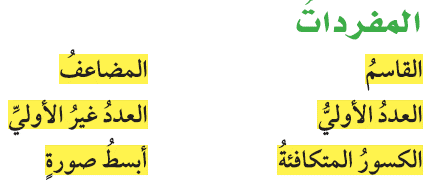 المفرداتُ
القاسمُ المضاعفُ
العددُ الأوليُّ العددُ غيرُ الأوليِّ
الكسورُ المتكافئةُ أبسطُ صورةٍ